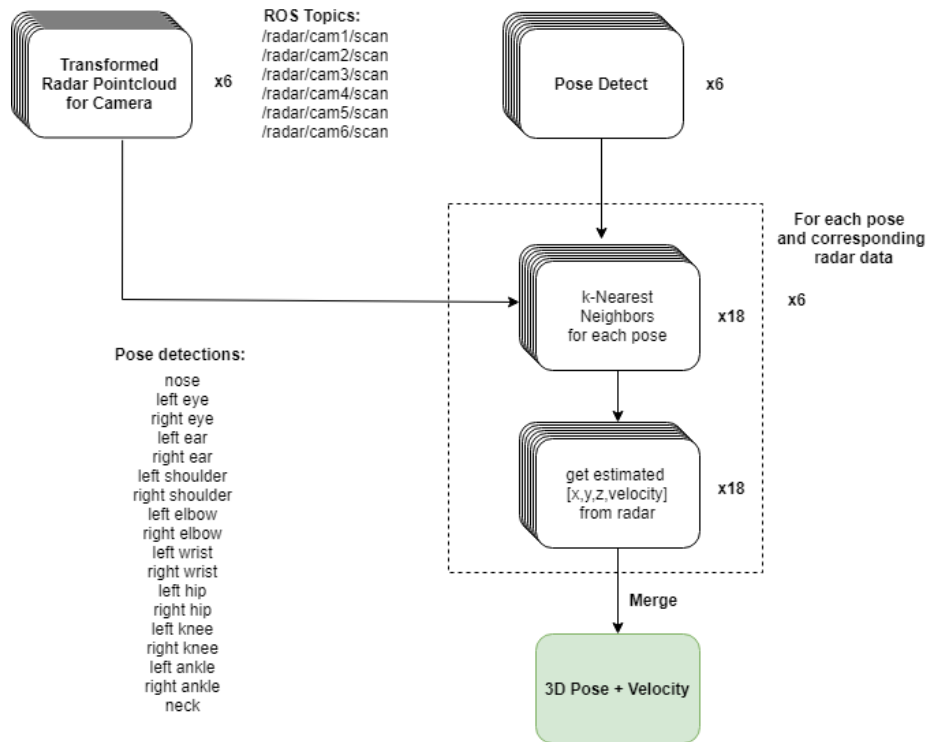 Transformed
Radar Pointcloud
for Camera
x6
ROS Topics:
/radar/cam1/scan
/radar/cam2/scan
/radar/cam3/scan
/radar/cam4/scan
/radar/cam5/scan
/radar/cam6/scan
Pose Detect
x6
For each pose
and corresponding
radar data
x6
k-Nearest
Neighbors
for each pose
x18
get estimated
[x,y,z,velocity]
from radar
x18
Merge
3D Pose + Velocity
Pose detections:
nose
left eye
right eye
left ear
right ear
left shoulder
right shoulder
left elbow
right elbow
left wrist
right wrist
left hip
right hip
left knee
right knee
left ankle
right ankle
neck